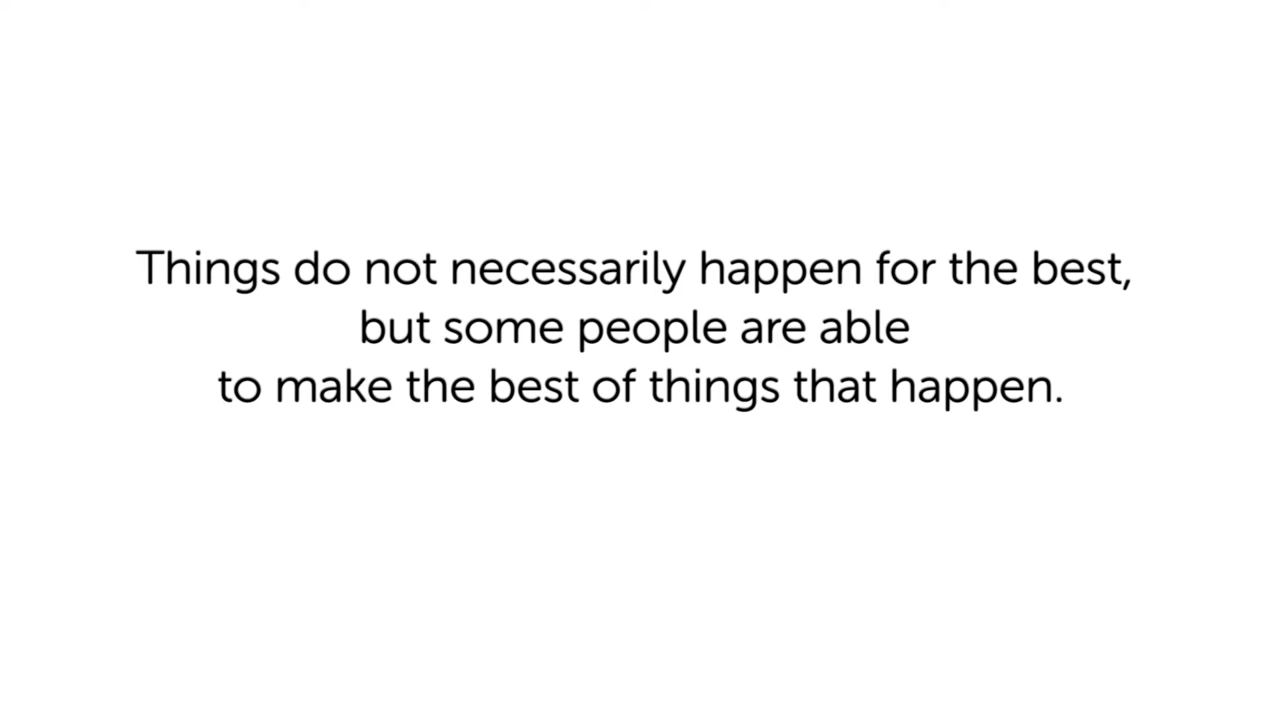 Things do not necessarily happen for the best,
but some people are able
to make the best of things that happen.